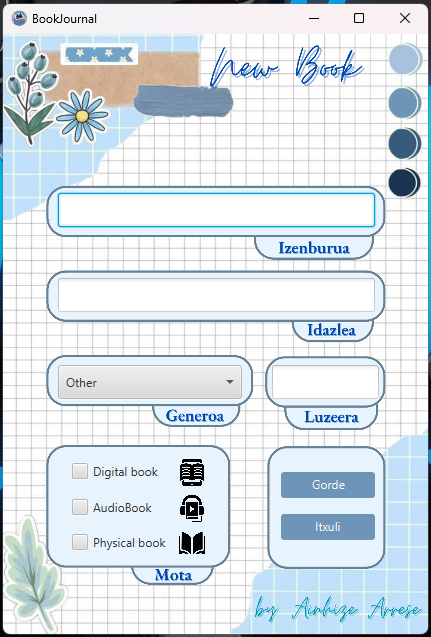 BookJournal
New Book
Izenburua
Idazlea
Other
Generoa
Luzeera
Digital book
AudioBook
Physical book
Mota
Gorde
Itxuli
by Ainhize Arrese